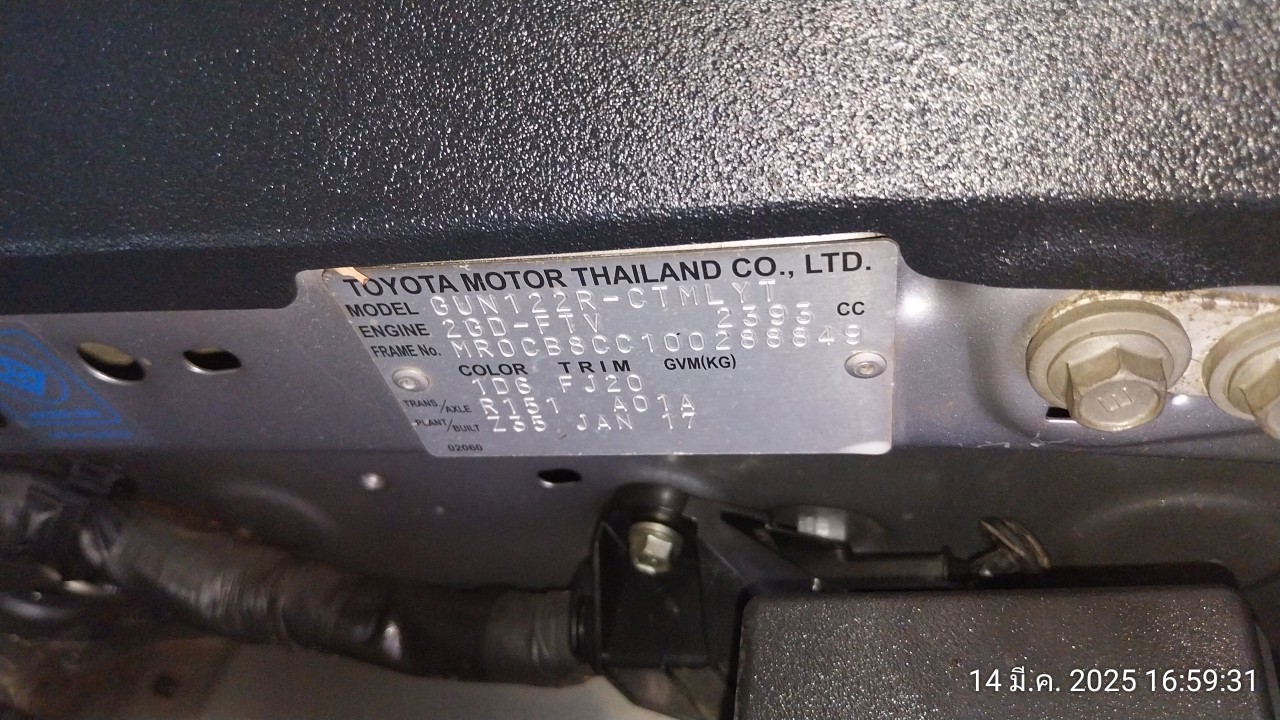 TOYOTA MOTOR THAILAND CO., LTD.
MODEL GUN122R-CTMLYT
ENGINE 2GD-FTV 2393 CC
FRAME No. MR0CB8CC100288849
COLOR TRIM GVM(KG)
1D6 FJ20
TRANS./AXLE R151 A01A
PLANT/BUILT Z35 JAN 17
02060
14 มี.ค. 2025 16:59:31